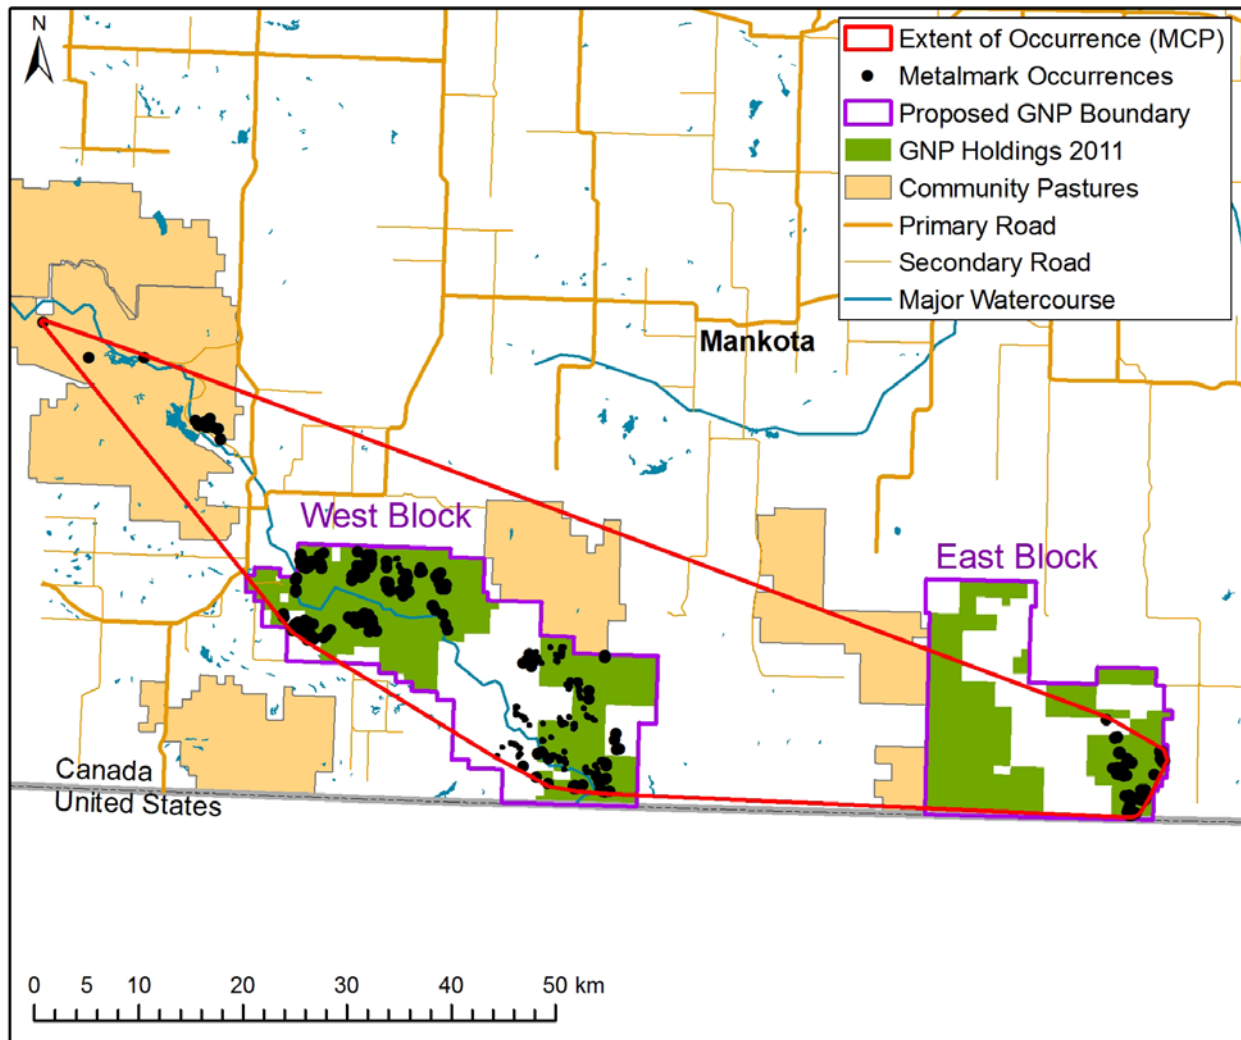 N
Extent of Occurrence (MCP)
Metalmark Occurrences
Proposed GNP Boundary
GNP Holdings 2011
Community Pastures
Primary Road
Secondary Road
Major Watercourse
Mankota
West Block
East Block
Canada
United States
0 5 10 20 30 40 50 km